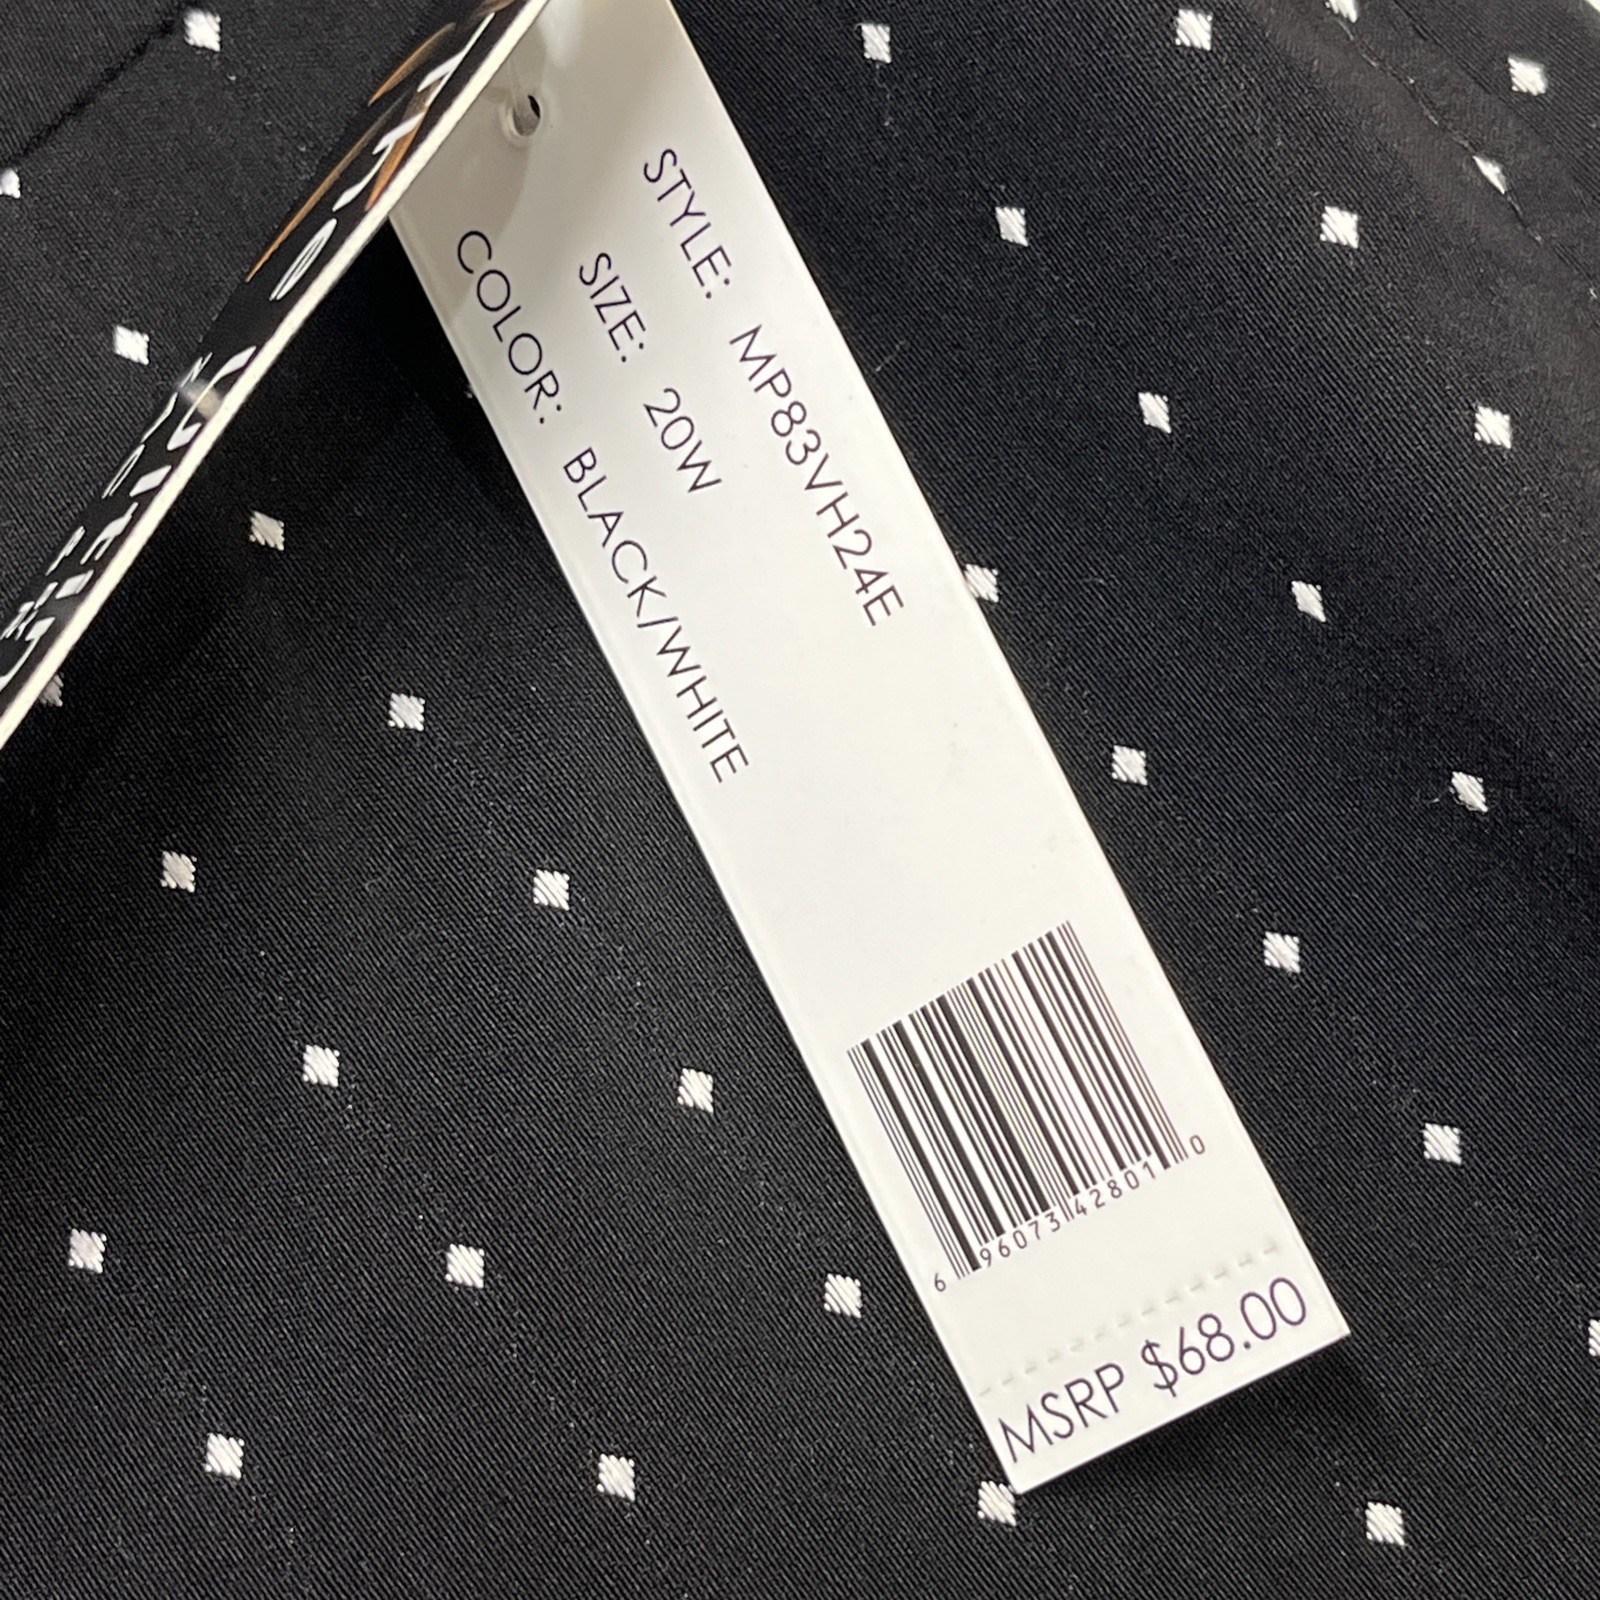 STYLE: MP83VH24E
SIZE: 20W
COLOR: BLACK/WHITE
6 96073 42801 0
MSRP $68.00